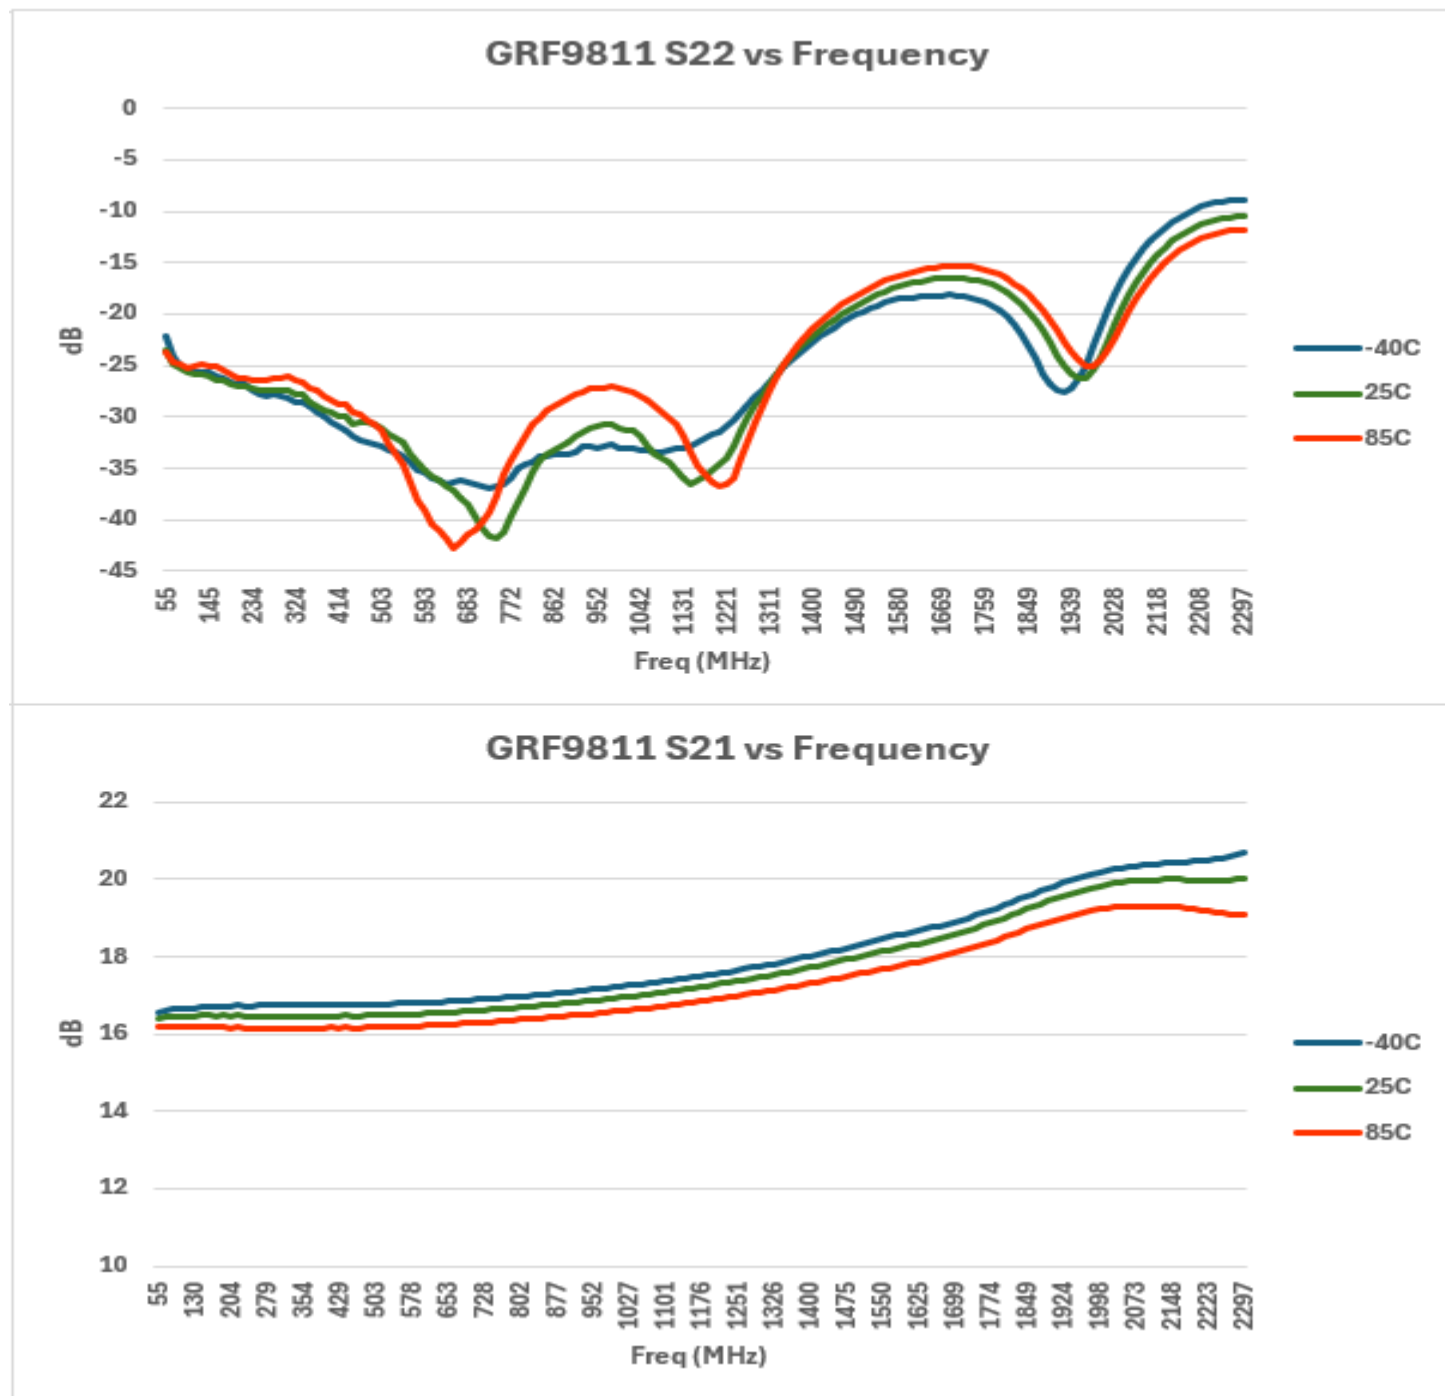 GRF9811 S22 vs Frequency
0
-5
-10
-15
-20
-25
-30
-35
-40
-45
dB
55 145 234 324 414 503 593 683 772 862 952 1042 1131 1221 1311 1400 1490 1580 1669 1759 1849 1939 2028 2118 2208 2297
Freq (MHz)
-40C
25C
85C
GRF9811 S21 vs Frequency
22
20
18
16
14
12
10
dB
55 130 204 279 354 429 503 578 653 728 802 877 952 1027 1101 1176 1251 1326 1400 1475 1550 1625 1699 1774 1849 1924 1998 2073 2148 2223 2297
Freq (MHz)
-40C
25C
85C